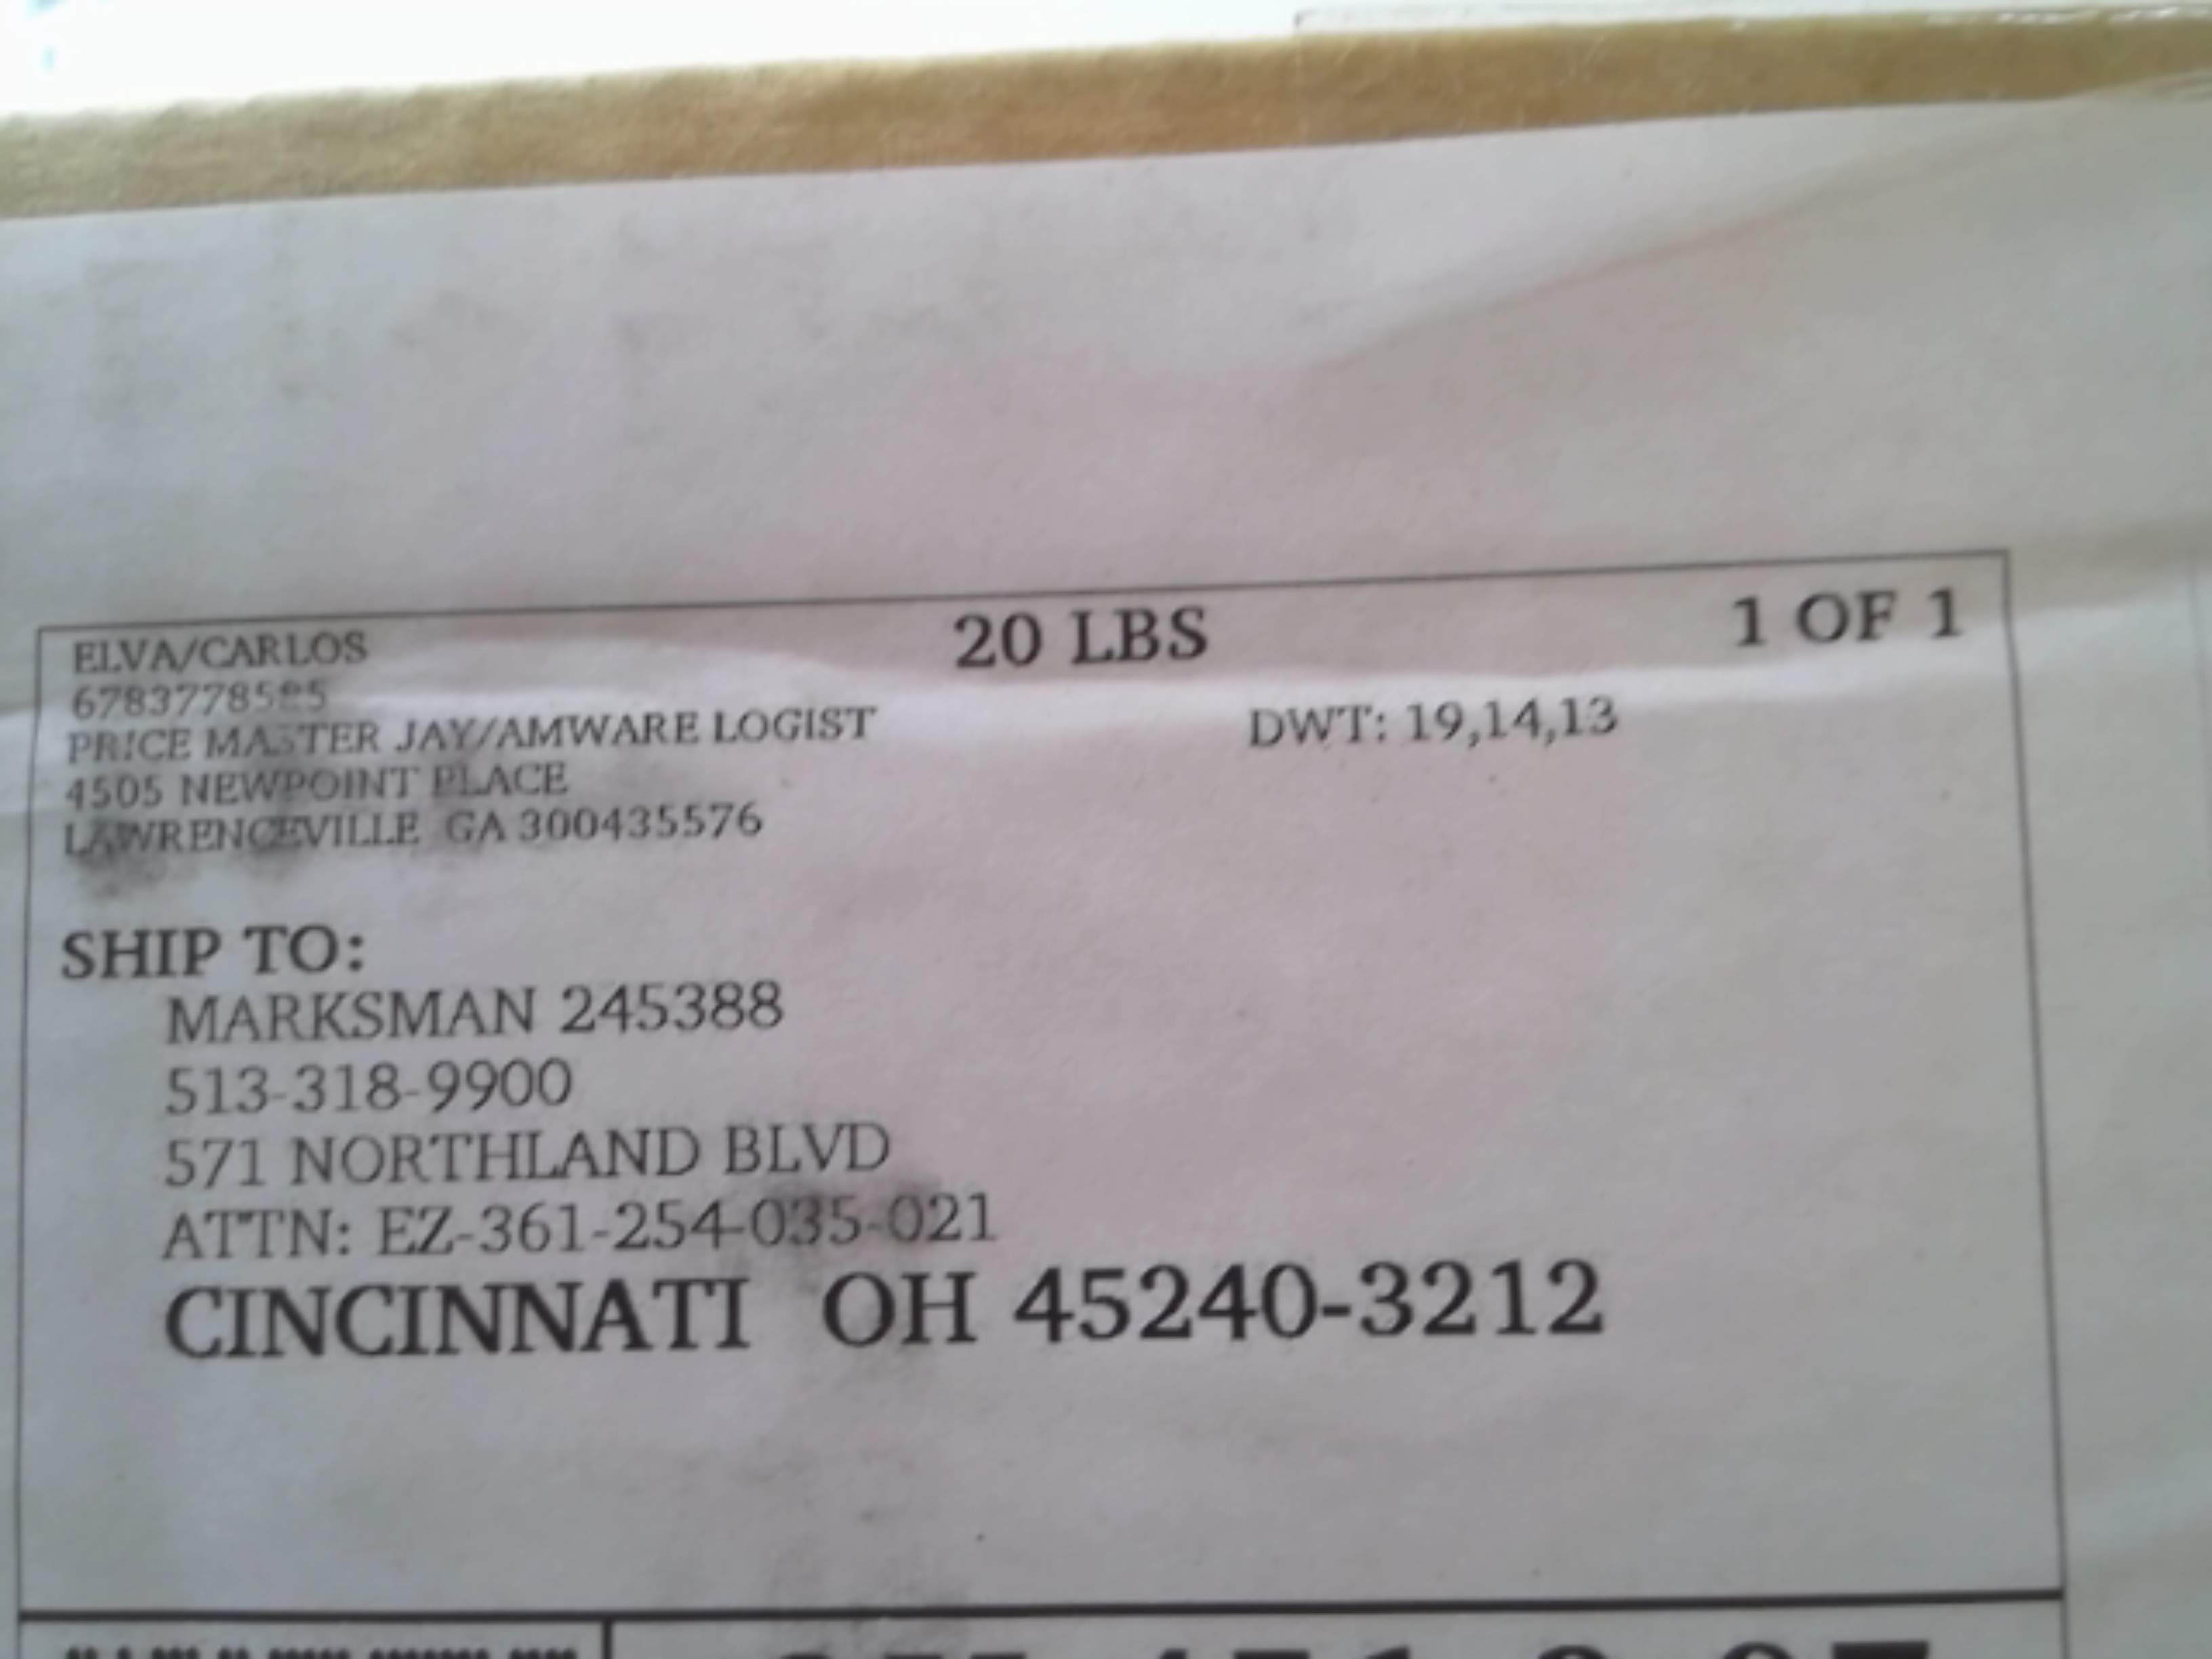 ELVA/CARLOS
20 LBS
1 OF 1
PRICE MASTER JAY/AMWARE LOGIST
DWT: 19,14,13
4505 NEWPOINT PLACE
LAWRENCEVILLE GA 300435576
SHIP TO:
MARKSMAN 245388
513-318-9900
571 NORTHLAND BLVD
ATTN: EZ-361-254-035-021
CINCINNATI OH 45240-3212